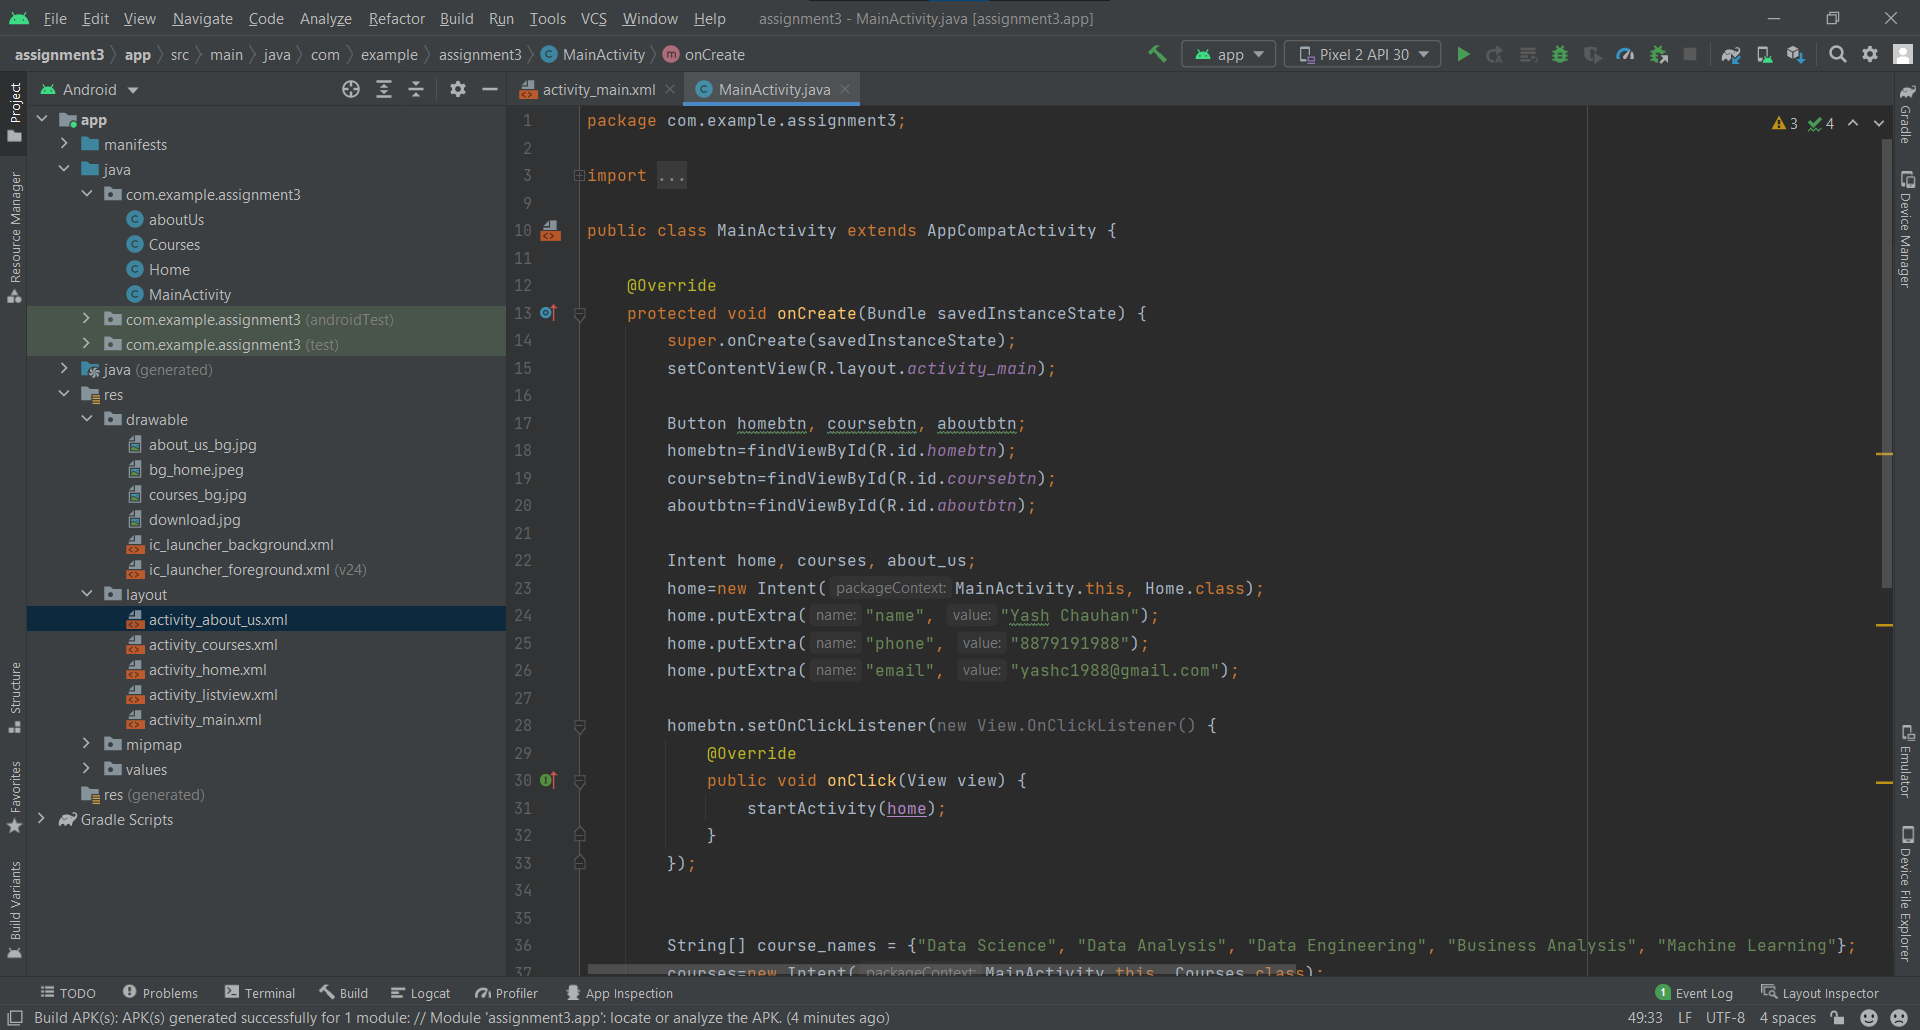 File Edit View Navigate Code Analyze Refactor Build Run Tools VCS Window Help assignment3 - MainActivity.java [assignment3.app]
assignment3 app src main java com example assignment3 MainActivity onCreate app Pixel 2 API 30
Project
Resource Manager
Structure
Favorites
Build Variants
Android
app
manifests
java
com.example.assignment3
aboutUs
Courses
Home
MainActivity
com.example.assignment3 (androidTest)
com.example.assignment3 (test)
java (generated)
res
drawable
about_us_bg.jpg
bg_home.jpeg
courses_bg.jpg
download.jpg
ic_launcher_background.xml
ic_launcher_foreground.xml (v24)
layout
activity_about_us.xml
activity_courses.xml
activity_home.xml
activity_listview.xml
activity_main.xml
mipmap
values
res (generated)
Gradle Scripts
activity_main.xml MainActivity.java
3 4
1 package com.example.assignment3;
2
3 import ...
9
10 public class MainActivity extends AppCompatActivity {
11
12 @Override
13 protected void onCreate(Bundle savedInstanceState) {
14 super.onCreate(savedInstanceState);
15 setContentView(R.layout.activity_main);
16
17 Button homebtn, coursebtn, aboutbtn;
18 homebtn=findViewById(R.id.homebtn);
19 coursebtn=findViewById(R.id.coursebtn);
20 aboutbtn=findViewById(R.id.aboutbtn);
21
22 Intent home, courses, about_us;
23 home=new Intent( packageContext: MainActivity.this, Home.class);
24 home.putExtra( name: "name", value: "Yash Chauhan");
25 home.putExtra( name: "phone", value: "8879191988");
26 home.putExtra( name: "email", value: "yashc1988@gmail.com");
27
28 homebtn.setOnClickListener(new View.OnClickListener() {
29 @Override
30 public void onClick(View view) {
31 startActivity(home);
32 }
33 });
34
35
36 String[] course_names = {"Data Science", "Data Analysis", "Data Engineering", "Business Analysis", "Machine Learning"};
37 courses=new Intent( packageContext: MainActivity.this, Courses.class);
Gradle
Device Manager
Emulator
Device File Explorer
TODO Problems Terminal Build Logcat Profiler App Inspection 1 Event Log Layout Inspector
Build APK(s): APK(s) generated successfully for 1 module: // Module 'assignment3.app': locate or analyze the APK. (4 minutes ago) 49:33 LF UTF-8 4 spaces